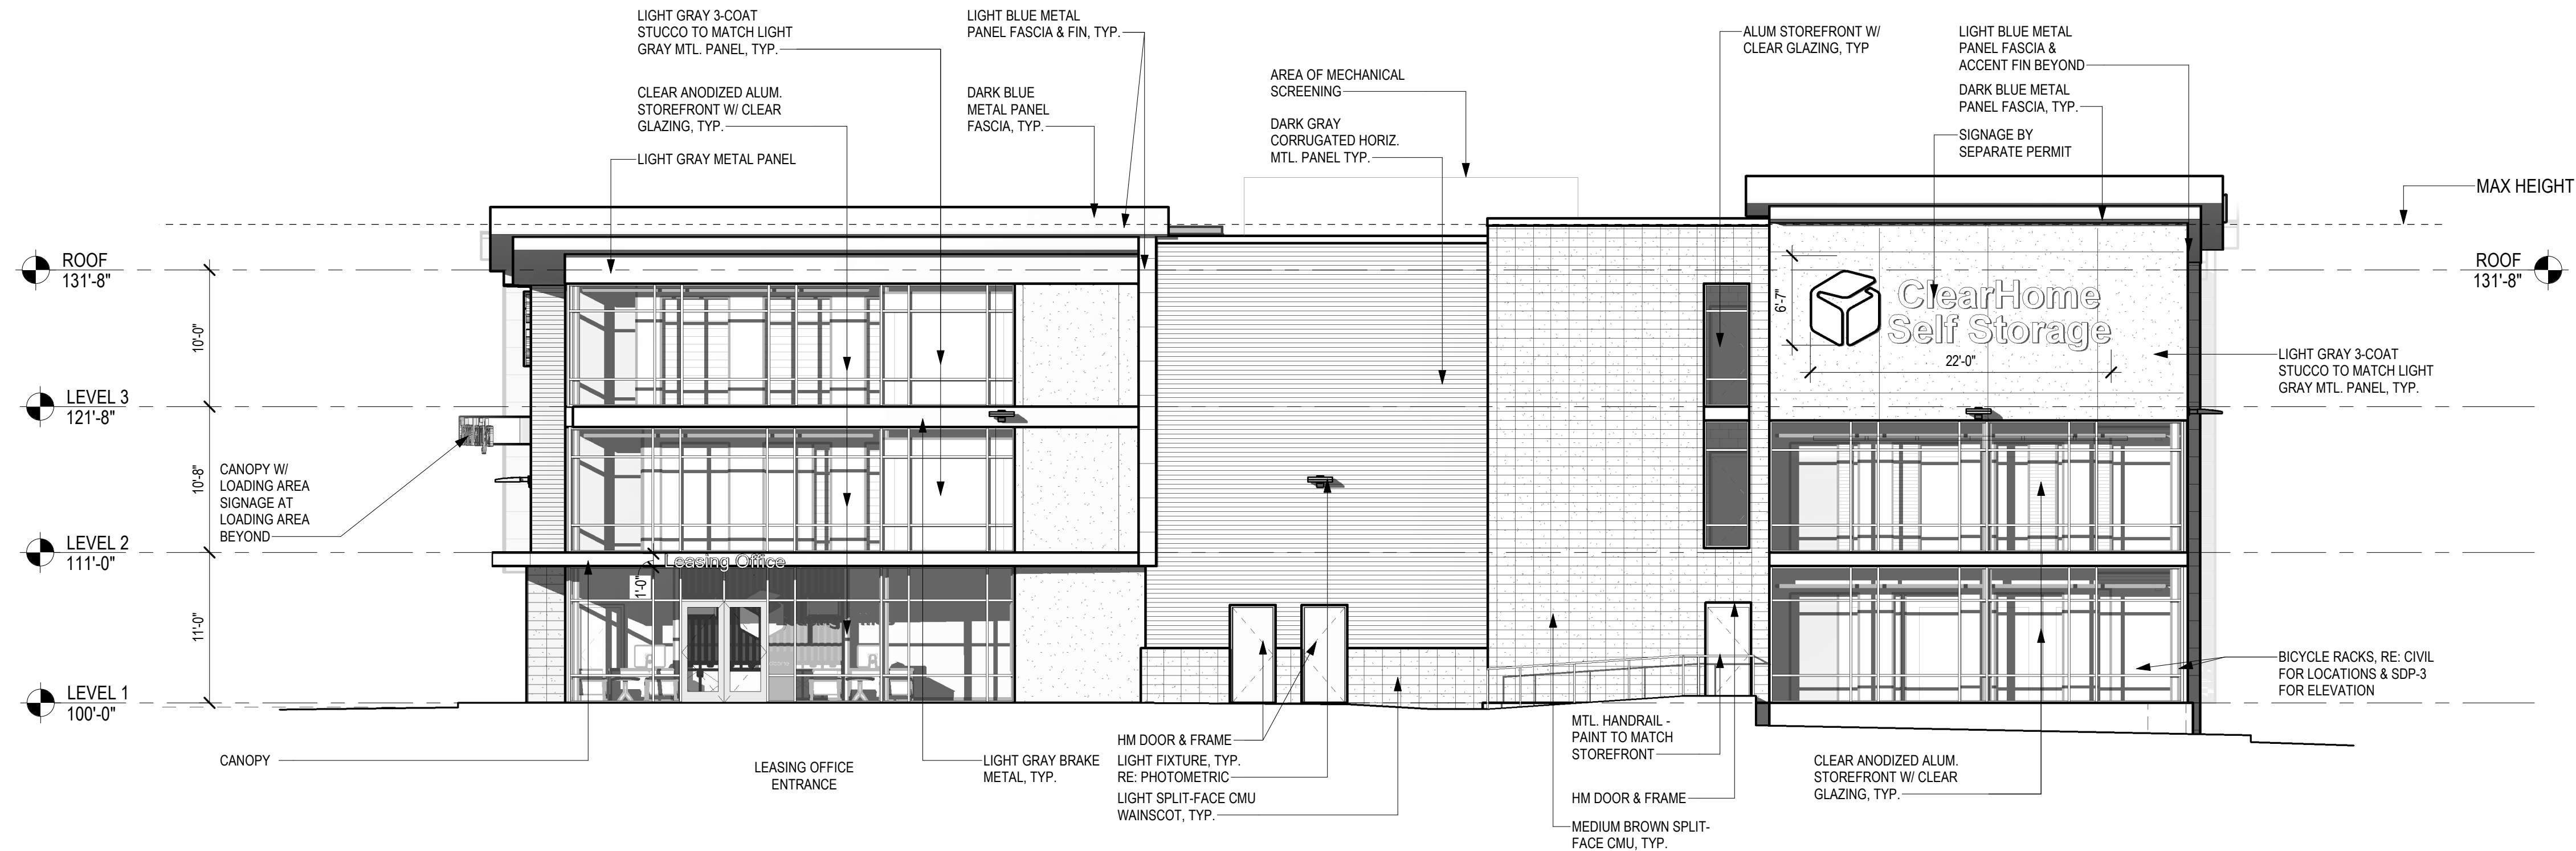 LIGHT GRAY 3-COAT
STUCCO TO MATCH LIGHT
GRAY MTL. PANEL, TYP.
CLEAR ANODIZED ALUM.
STOREFRONT W/ CLEAR
GLAZING, TYP.
LIGHT GRAY METAL PANEL
LIGHT BLUE METAL
PANEL FASCIA & FIN, TYP.
DARK BLUE
METAL PANEL
FASCIA, TYP.
AREA OF MECHANICAL
SCREENING
DARK GRAY
CORRUGATED HORIZ.
MTL. PANEL TYP.
ALUM STOREFRONT W/
CLEAR GLAZING, TYP
LIGHT BLUE METAL
PANEL FASCIA &
ACCENT FIN BEYOND
DARK BLUE METAL
PANEL FASCIA, TYP.
SIGNAGE BY
SEPARATE PERMIT
MAX HEIGHT
ROOF
131'-8"
ROOF
131'-8"
10'-0"
6'-7"
ClearHome
Self Storage
22'-0"
LIGHT GRAY 3-COAT
STUCCO TO MATCH LIGHT
GRAY MTL. PANEL, TYP.
LEVEL 3
121'-8"
10'-8"
CANOPY W/
LOADING AREA
SIGNAGE AT
LOADING AREA
BEYOND
LEVEL 2
111'-0"
Leasing Office
1'-0"
11'-0"
LEVEL 1
100'-0"
BICYCLE RACKS, RE: CIVIL
FOR LOCATIONS & SDP-3
FOR ELEVATION
CANOPY
LEASING OFFICE
ENTRANCE
LIGHT GRAY BRAKE
METAL, TYP.
HM DOOR & FRAME
LIGHT FIXTURE, TYP.
RE: PHOTOMETRIC
LIGHT SPLIT-FACE CMU
WAINSCOT, TYP.
MTL. HANDRAIL -
PAINT TO MATCH
STOREFRONT
HM DOOR & FRAME
MEDIUM BROWN SPLIT-
FACE CMU, TYP.
CLEAR ANODIZED ALUM.
STOREFRONT W/ CLEAR
GLAZING, TYP.